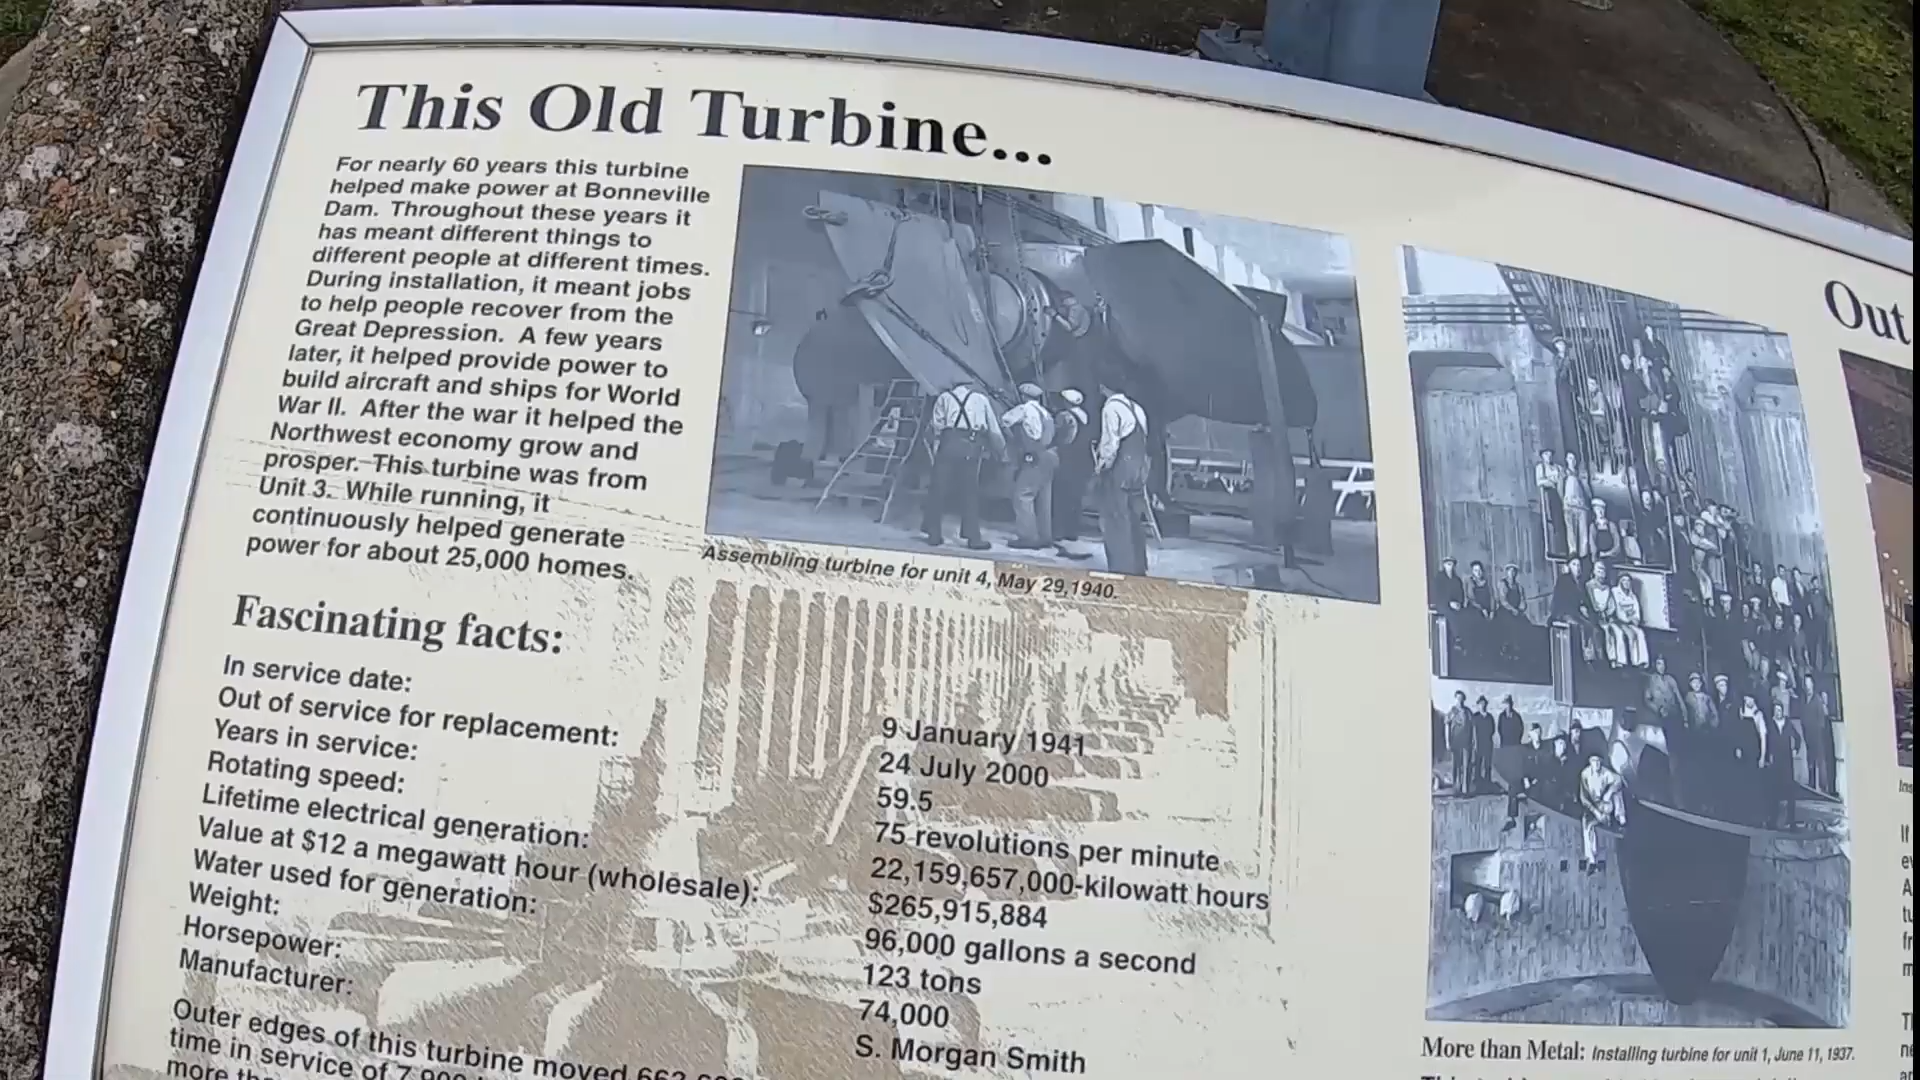 This Old Turbine...
For nearly 60 years this turbine
helped make power at Bonneville
Dam. Throughout these years it
has meant different things to
different people at different times.
During installation, it meant jobs
to help people recover from the
Great Depression. A few years
later, it helped provide power to
build aircraft and ships for World
War II. After the war it helped the
Northwest economy grow and
prosper. This turbine was from
Unit 3. While running, it
continuously helped generate
power for about 25,000 homes.
Assembling turbine for unit 4, May 29, 1940.
Fascinating facts:
In service date: 9 January 1941
Out of service for replacement: 24 July 2000
Years in service: 59.5
Rotating speed: 75 revolutions per minute
Lifetime electrical generation: 22,159,657,000 kilowatt hours
Value at $12 a megawatt hour (wholesale): $265,915,884
Water used for generation: 96,000 gallons a second
Weight: 123 tons
Horsepower: 74,000
Manufacturer: S. Morgan Smith
Outer edges of this turbine moved
time in service of
more
Out
More than Metal: Installing turbine for unit 1, June 11, 1937.